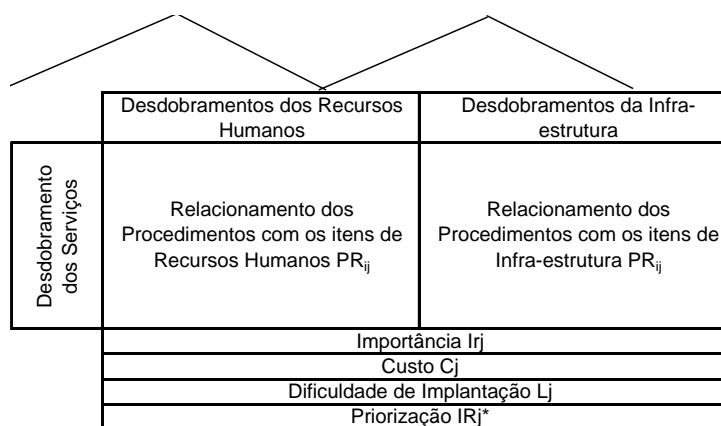 Desdobramentos dos Recursos
Humanos
Desdobramentos da Infra-
estrutura
Desdobramento
dos Serviços
Relacionamento dos
Procedimentos com os itens de
Recursos Humanos PRij
Relacionamento dos
Procedimentos com os itens de
Infra-estrutura PRij
Importância Irj
Custo Cj
Dificuldade de Implantação Lj
Priorização IRj*